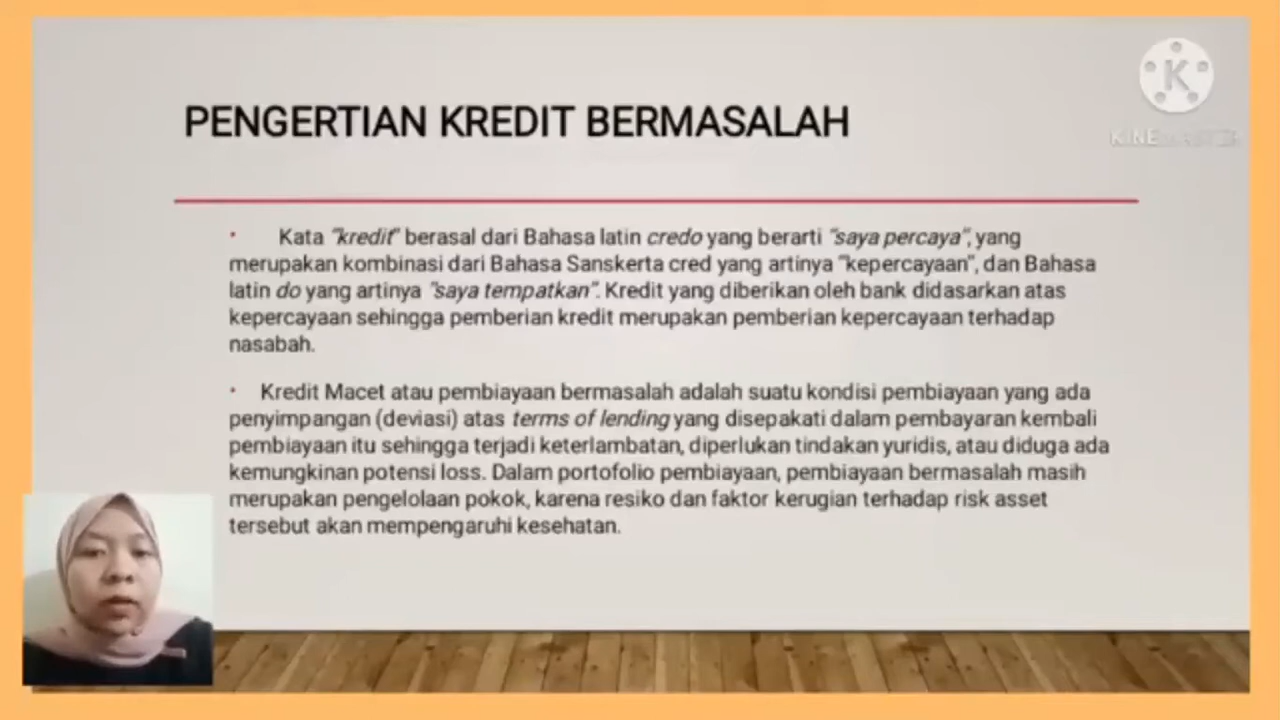 K
KINE
PENGERTIAN KREDIT BERMASALAH
• Kata "kredit" berasal dari Bahasa latin credo yang berarti "saya percaya", yang
merupakan kombinasi dari Bahasa Sanskerta cred yang artinya "kepercayaan", dan Bahasa
latin do yang artinya "saya tempatkan". Kredit yang diberikan oleh bank didasarkan atas
kepercayaan sehingga pemberian kredit merupakan pemberian kepercayaan terhadap
nasabah.
• Kredit Macet atau pembiayaan bermasalah adalah suatu kondisi pembiayaan yang ada
penyimpangan (deviasi) atas terms of lending yang disepakati dalam pembayaran kembali
pembiayaan itu sehingga terjadi keterlambatan, diperlukan tindakan yuridis, atau diduga ada
kemungkinan potensi loss. Dalam portofolio pembiayaan, pembiayaan bermasalah masih
merupakan pengelolaan pokok, karena resiko dan faktor kerugian terhadap risk asset
tersebut akan mempengaruhi kesehatan.